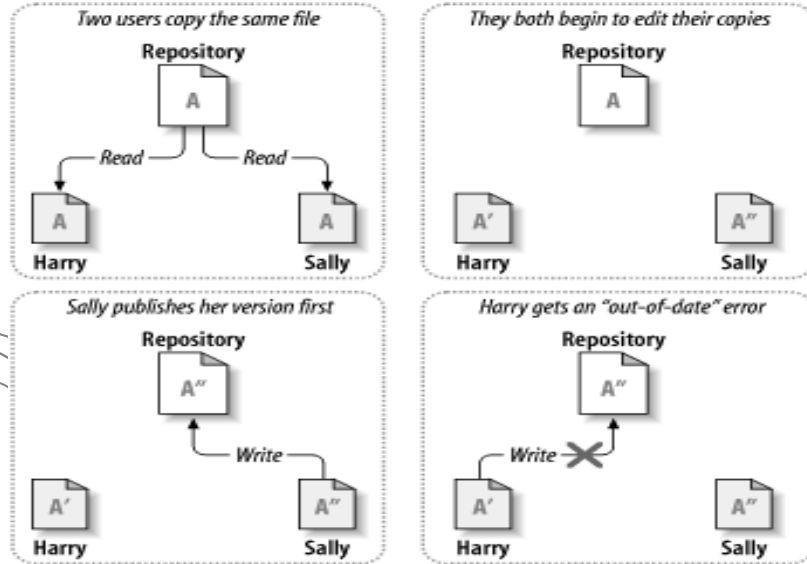 Two users copy the same file
Repository
A
Read
Read
A
A
Harry
Sally
They both begin to edit their copies
Repository
A
A′
A″
Harry
Sally
Sally publishes her version first
Repository
A″
Write
A′
A″
Harry
Sally
Harry gets an “out-of-date” error
Repository
A″
Write
A′
A″
Harry
Sally